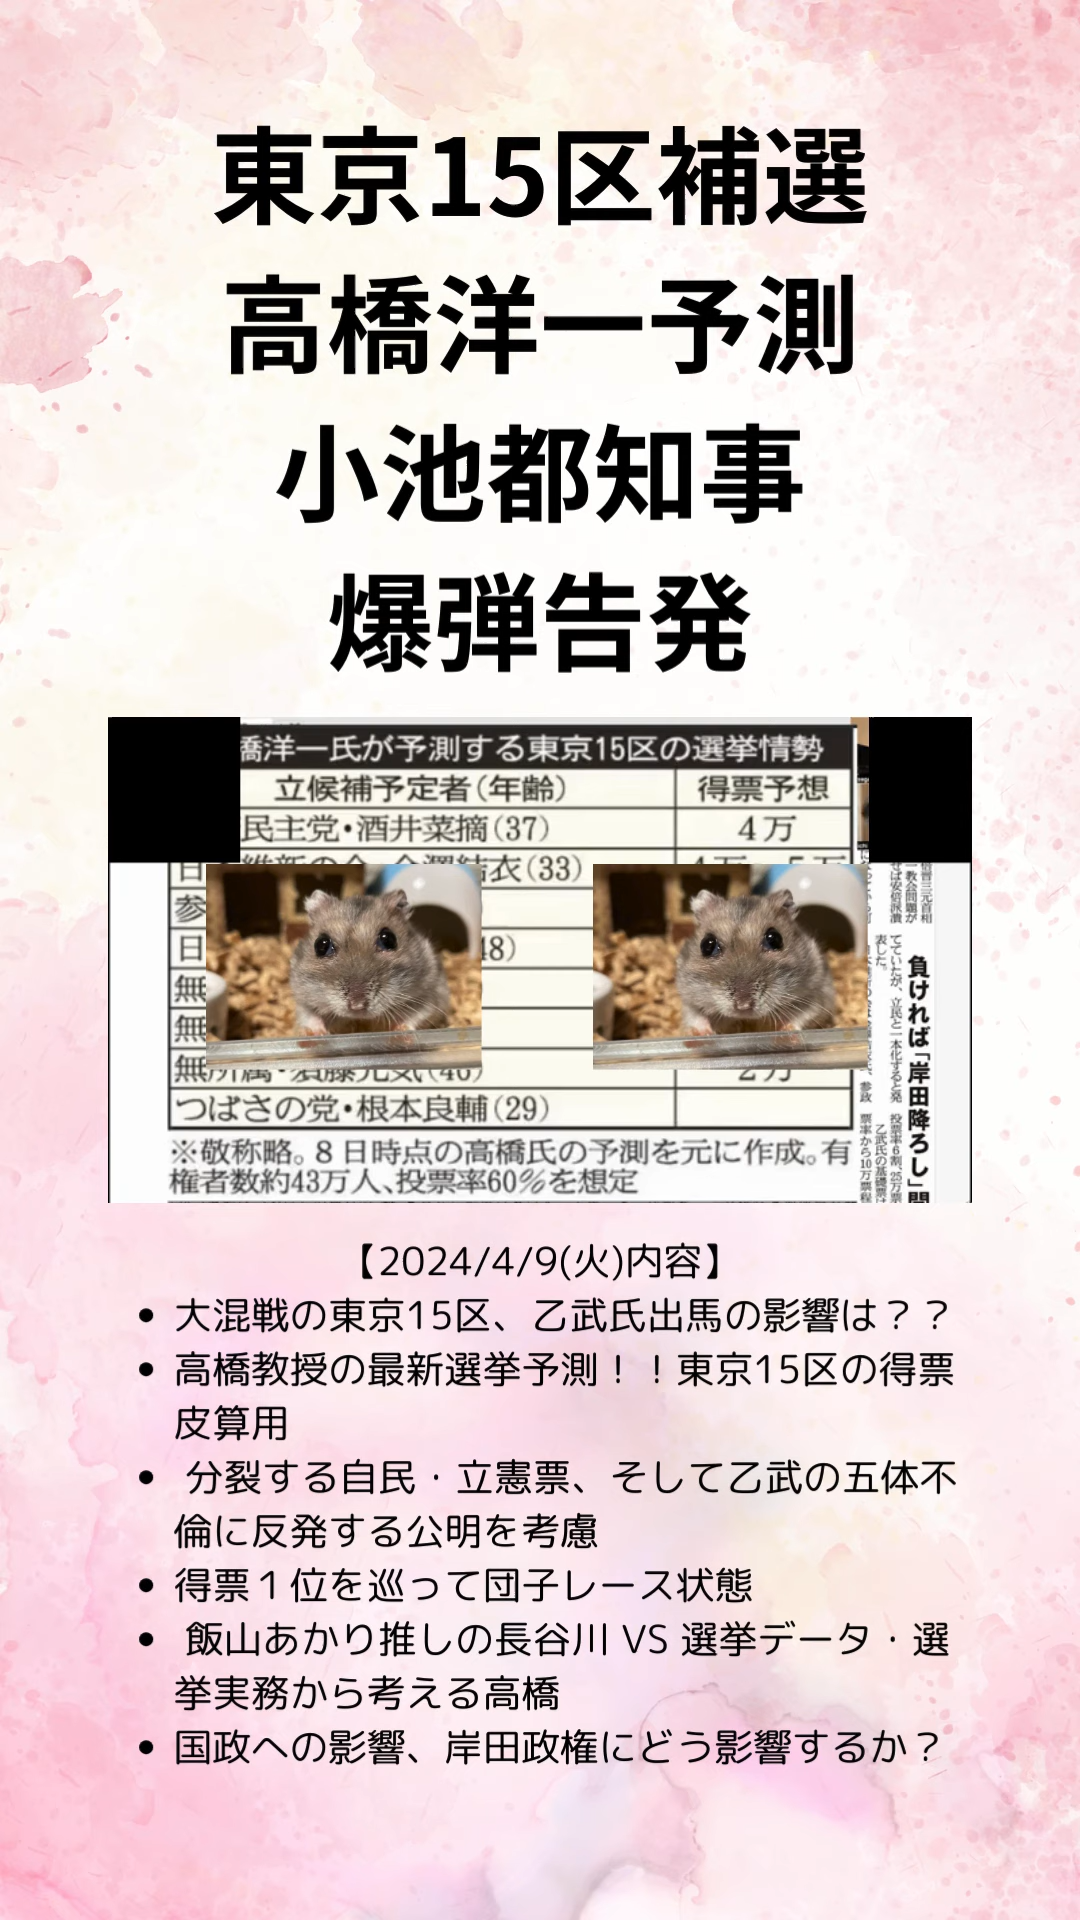 東京15区補選
高橋洋一予測
小池都知事
爆弾告発
橋洋一氏が予測する東京15区の選挙情勢
立候補予定者(年齢) 得票予想
民主党・酒井菜摘(37) 4万
結衣(33)
参
日 48)
無
無
つばさの党・根本良輔(29)
※敬称略。8日時点の高橋氏の予測を元に作成。有
権者数約43万人、投票率60%を想定
負ければ「岸田降ろし」
【2024/4/9(火)内容】
• 大混戦の東京15区、乙武氏出馬の影響は？？
• 高橋教授の最新選挙予測！！東京15区の得票
皮算用
• 分裂する自民・立憲票、そして乙武の五体不
倫に反発する公明を考慮
• 得票１位を巡って団子レース状態
• 飯山あかり推しの長谷川 VS 選挙データ・選
挙実務から考える高橋
• 国政への影響、岸田政権にどう影響するか？